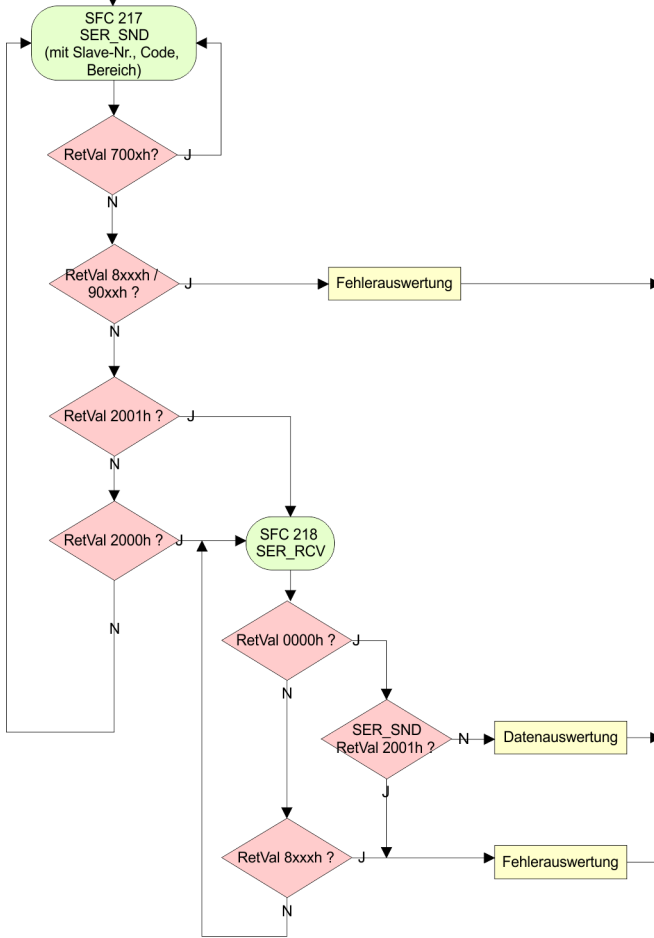 SFC 217
SER_SND
(mit Slave-Nr., Code,
Bereich)
RetVal 700xh?
J
N
RetVal 8xxxh /
90xxh ?
J
Fehlerauswertung
N
RetVal 2001h ?
J
N
RetVal 2000h ?
J
SFC 218
SER_RCV
N
RetVal 0000h ?
J
N
SER_SND
RetVal 2001h ?
N
Datenauswertung
J
RetVal 8xxxh ?
J
Fehlerauswertung
N